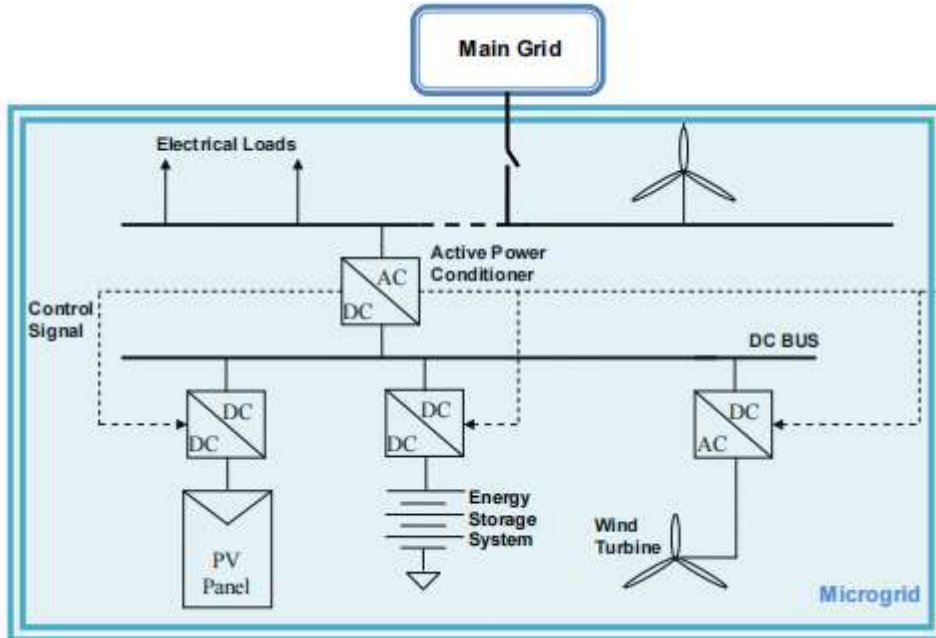 Main Grid
Electrical Loads
Active Power
Conditioner
AC
DC
Control
Signal
DC BUS
DC
DC
DC
DC
DC
AC
Energy
Storage
System
Wind
Turbine
PV
Panel
Microgrid